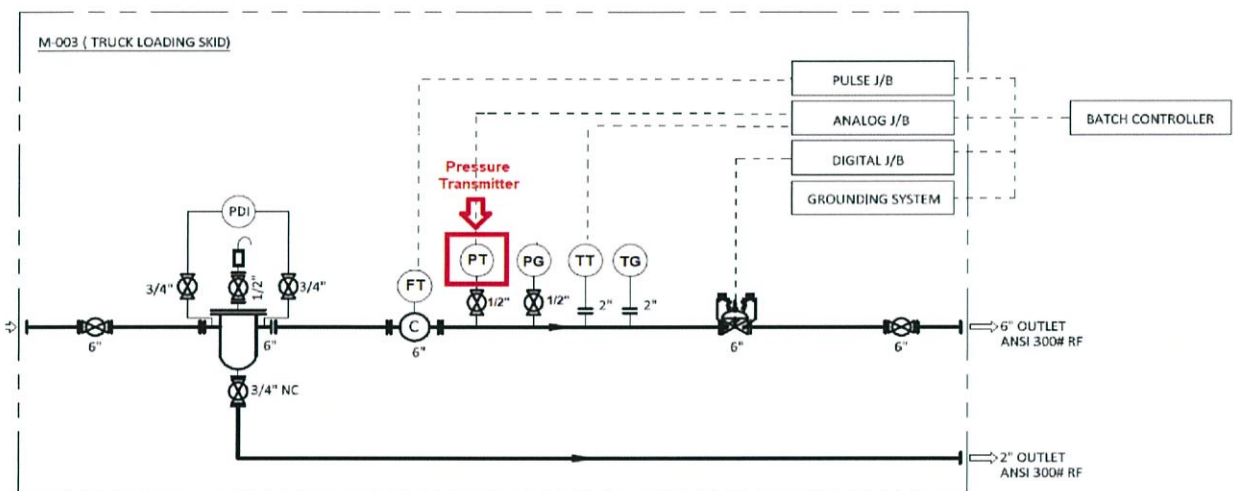 M-003 ( TRUCK LOADING SKID)
PULSE J/B
ANALOG J/B
BATCH CONTROLLER
DIGITAL J/B
GROUNDING SYSTEM
Pressure
Transmitter
PDI
PT
PG
TT
TG
FT
3/4"
1/2"
3/4"
1/2"
1/2"
2"
2"
C
6"
6"
6"
6"
6"
6" OUTLET
ANSI 300# RF
3/4" NC
2" OUTLET
ANSI 300# RF